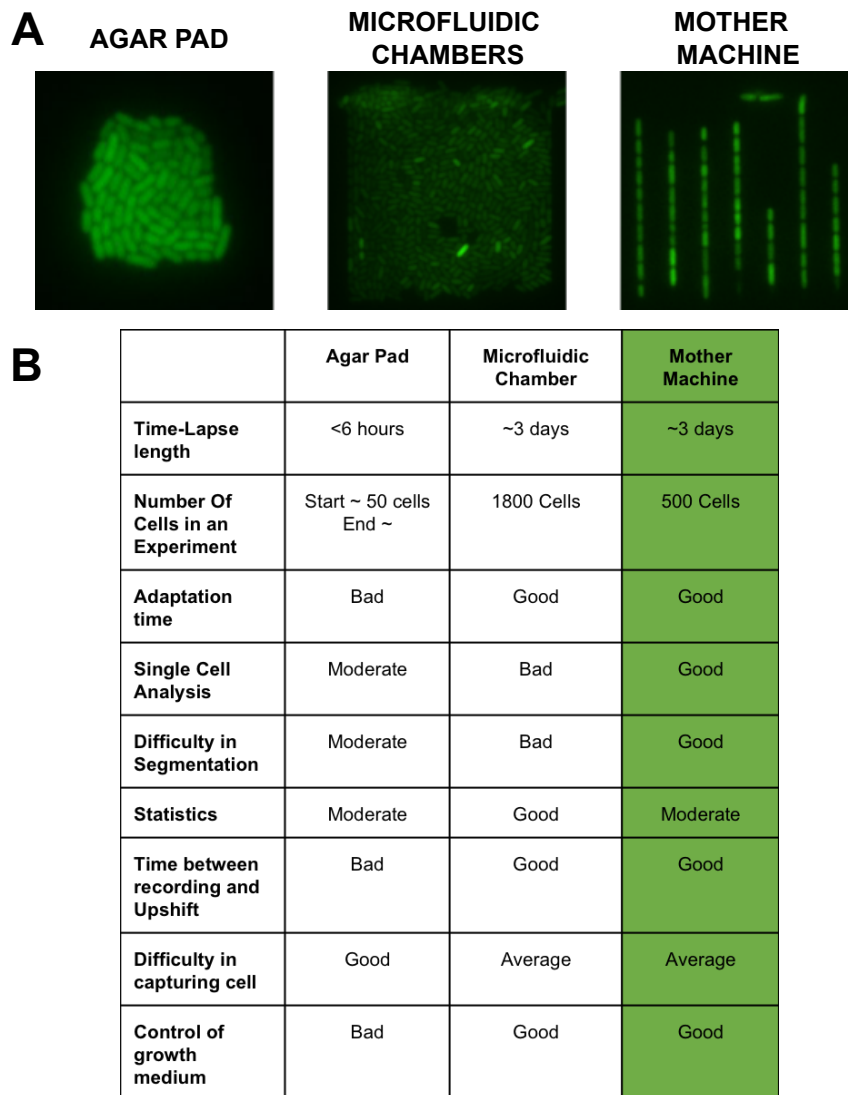 A
AGAR PAD
MICROFLUIDIC
CHAMBERS
MOTHER
MACHINE
B
Agar Pad
Microfluidic
Chamber
Mother
Machine
Time-Lapse
length
<6 hours
~3 days
~3 days
Number Of
Cells in an
Experiment
Start ~ 50 cells
End ~
1800 Cells
500 Cells
Adaptation
time
Bad
Good
Good
Single Cell
Analysis
Moderate
Bad
Good
Difficulty in
Segmentation
Moderate
Bad
Good
Statistics
Moderate
Good
Moderate
Time between
recording and
Upshift
Bad
Good
Good
Difficulty in
capturing cell
Good
Average
Average
Control of
growth
medium
Bad
Good
Good